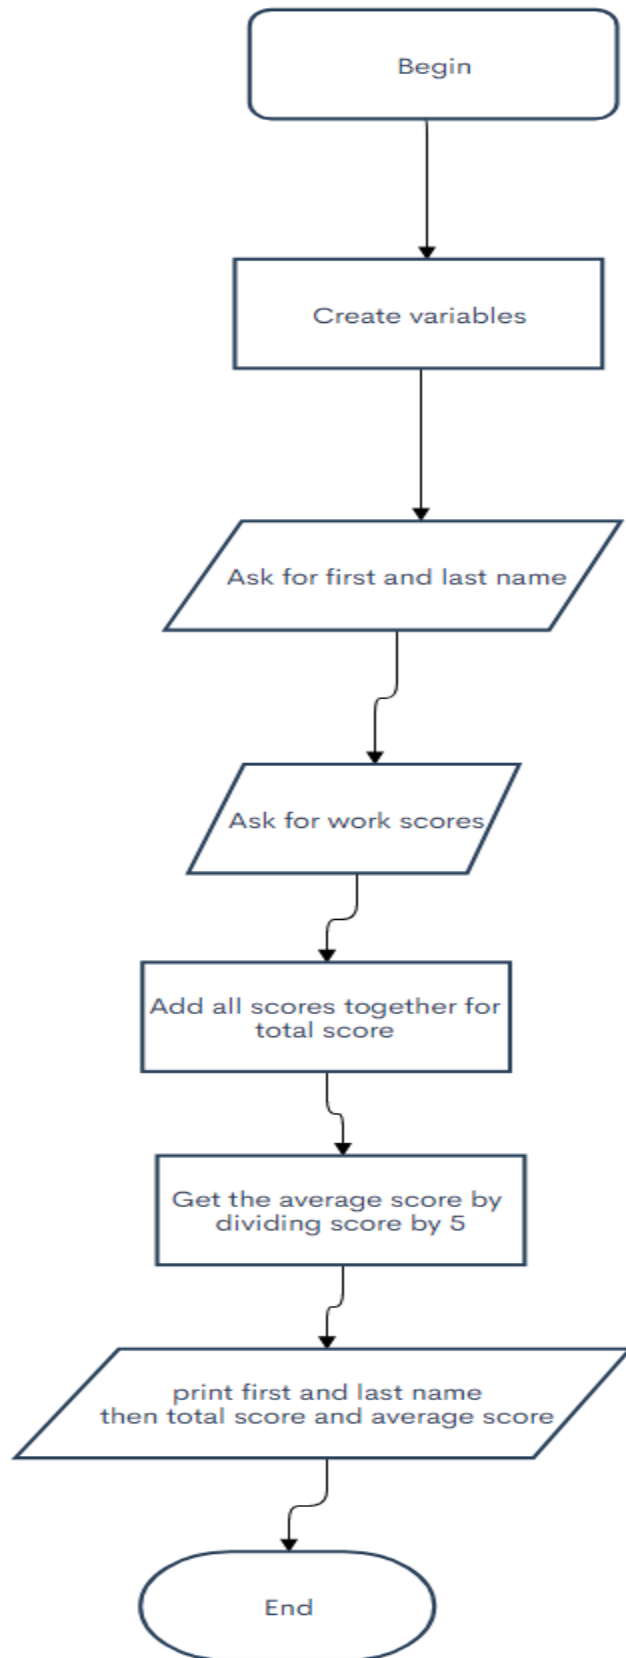 Begin
Create variables
Ask for first and last name
Ask for work scores
Add all scores together for
total score
Get the average score by
dividing score by 5
print first and last name
then total score and average score
End